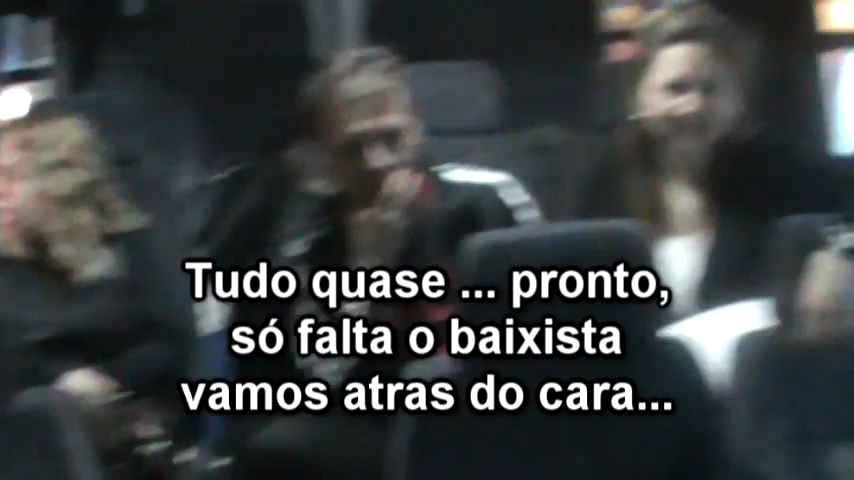 Tudo quase ... pronto,
só falta o baixista
vamos atras do cara...